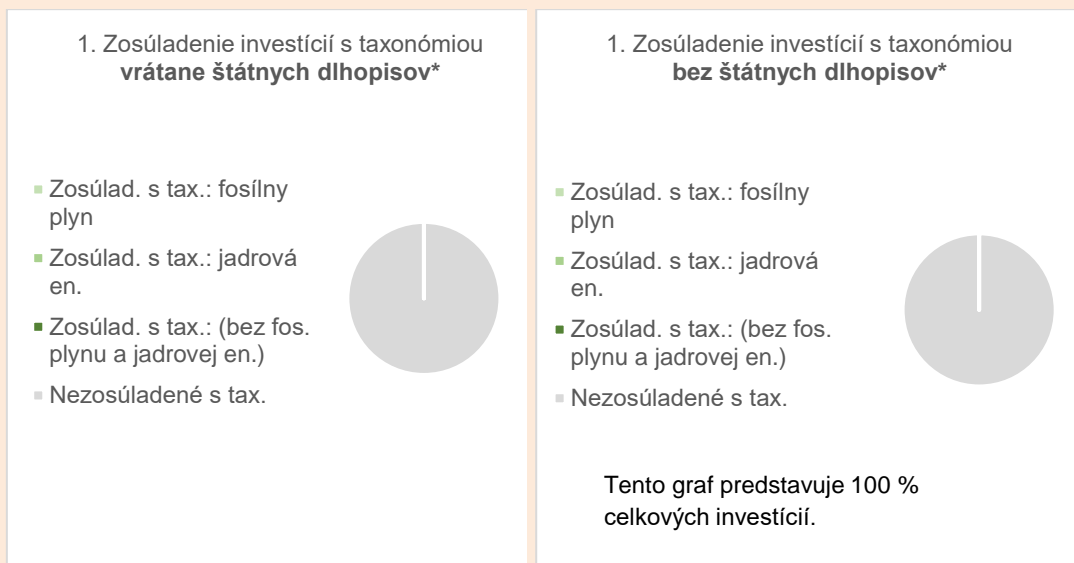 1. Zosúladenie investícií s taxonómiou
vrátane štátnych dlhopisov*
Zosúlad. s tax.: fosílny
plyn
Zosúlad. s tax.: jadrová
en.
Zosúlad. s tax.: (bez fos.
plynu a jadrovej en.)
Nezosúladené s tax.
1. Zosúladenie investícií s taxonómiou
bez štátnych dlhopisov*
Zosúlad. s tax.: fosílny
plyn
Zosúlad. s tax.: jadrová
en.
Zosúlad. s tax.: (bez fos.
plynu a jadrovej en.)
Nezosúladené s tax.
Tento graf predstavuje 100 %
celkových investícií.